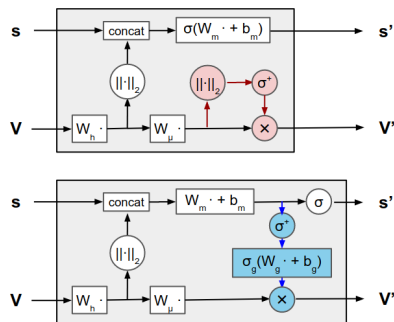 s concat σ(W_m · + b_m) s'
||·||_2 ||·||_2 σ⁺
V W_h · W_μ · × V'
s concat W_m · + b_m σ s'
σ⁺
||·||_2 σ_g(W_g · + b_g)
V W_h · W_μ · × V'